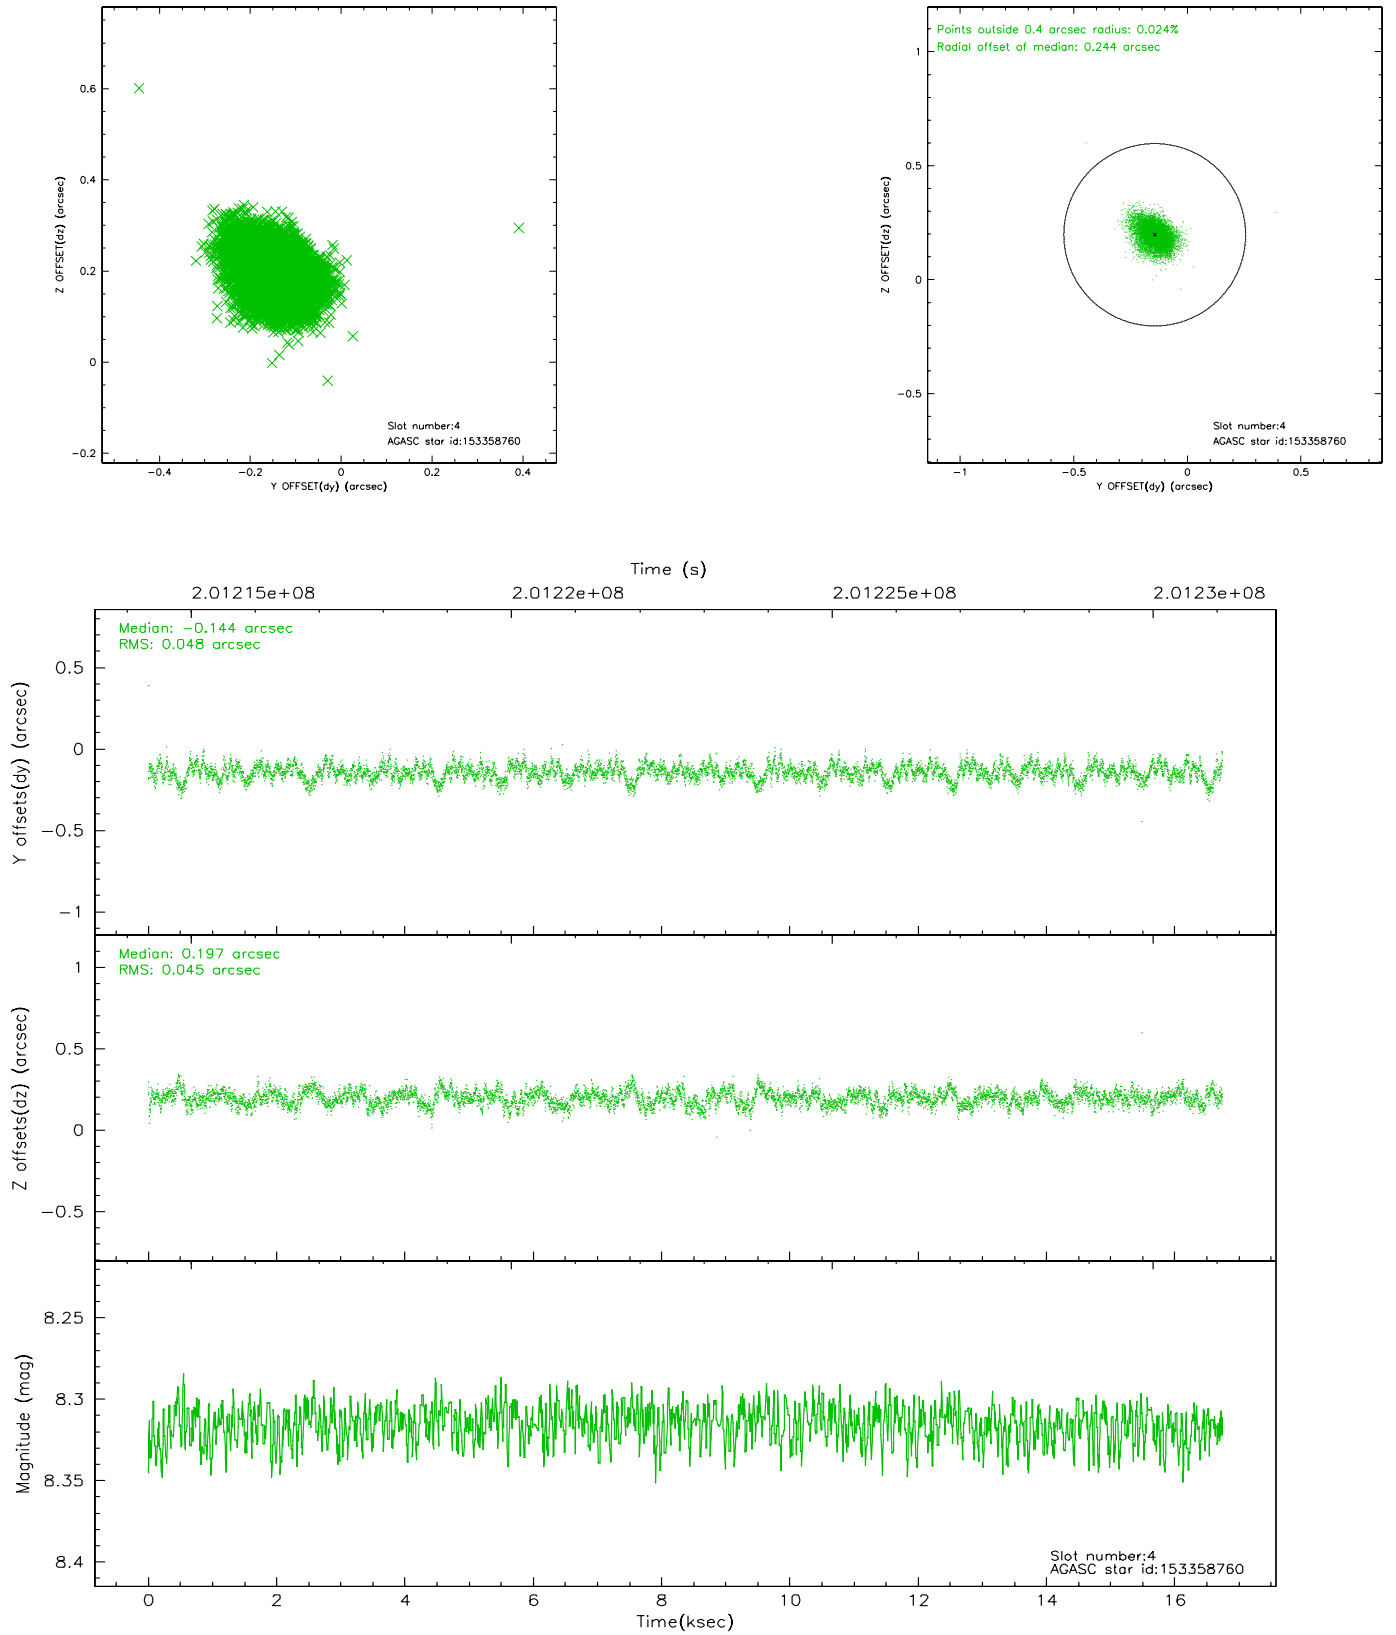 0.6
0.4
0.2
0
−0.2
Z OFFSET(dz) (arcsec)
Slot number:4
AGASC star id:153358760
−0.4 −0.2 0 0.2 0.4
Y OFFSET(dy) (arcsec)
Points outside 0.4 arcsec radius: 0.024%
Radial offset of median: 0.244 arcsec
1
0.5
0
−0.5
Z OFFSET(dz) (arcsec)
Slot number:4
AGASC star id:153358760
−1 −0.5 0 0.5
Y OFFSET(dy) (arcsec)
Time (s)
2.01215e+08 2.0122e+08 2.01225e+08 2.0123e+08
Median: −0.144 arcsec
RMS: 0.048 arcsec
0.5
0
−0.5
−1
Y offsets(dy) (arcsec)
Median: 0.197 arcsec
RMS: 0.045 arcsec
1
0.5
0
−0.5
Z offsets(dz) (arcsec)
8.25
8.3
8.35
8.4
Magnitude (mag)
Slot number:4
AGASC star id:153358760
0 2 4 6 8 10 12 14 16
Time(ksec)